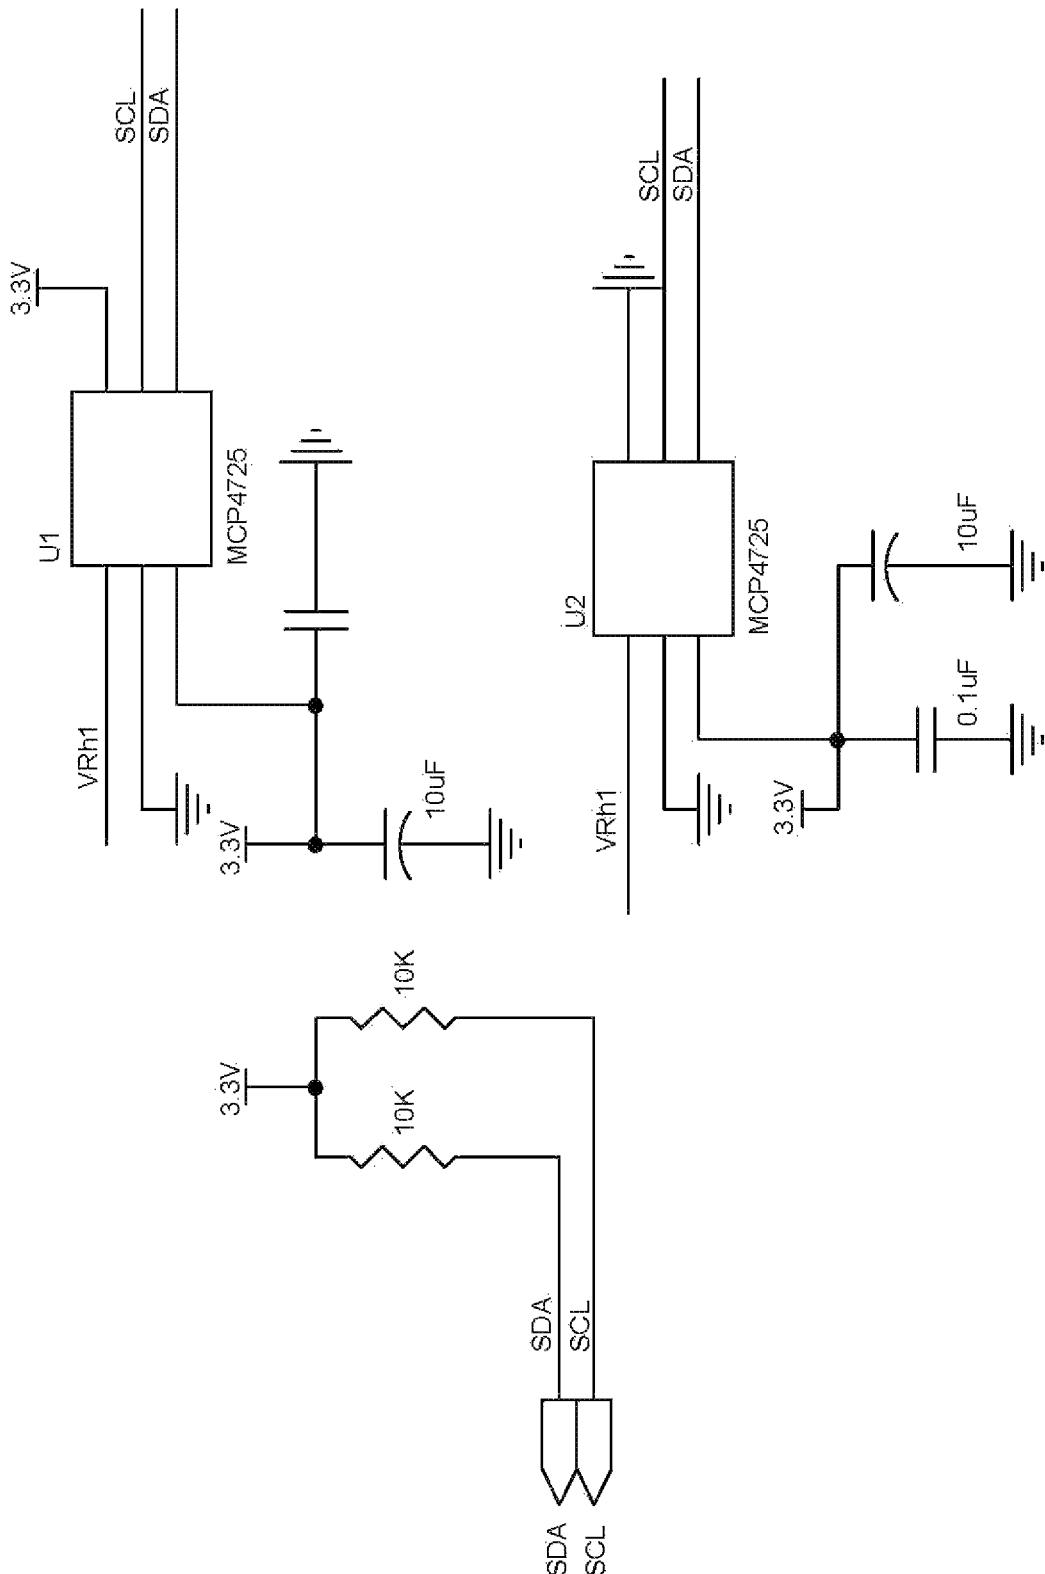 3.3V
SCL
SDA
U1
MCP4725
VRh1
3.3V
10uF
SCL
SDA
U2
MCP4725
VRh1
3.3V
0.1uF
10uF
3.3V
10K
10K
SDA
SCL
SDA
SCL